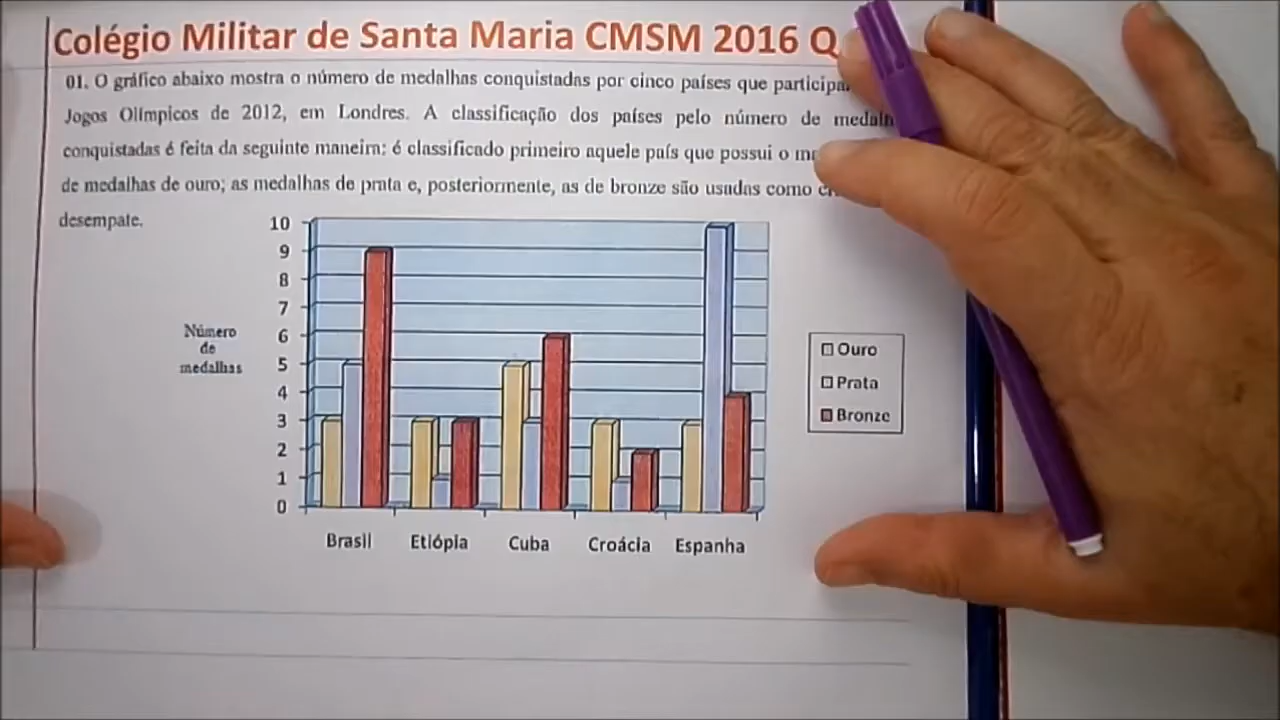 Colégio Militar de Santa Maria CMSM 2016 Q
01. O gráfico abaixo mostra o número de medalhas conquistadas por cinco países que
Jogos Olímpicos de 2012, em Londres. A classificação dos países pelo número de
conquistadas é feita da seguinte maneira: é classificado primeiro aquele país que possui o
de medalhas de ouro; as medalhas de prata e, posteriormente, as de bronze são usadas como
desempate.
10
9
8
7
6
5
4
3
2
1
0
Número
de
medalhas
Ouro
Prata
Bronze
Brasil Etiópia Cuba Croácia Espanha